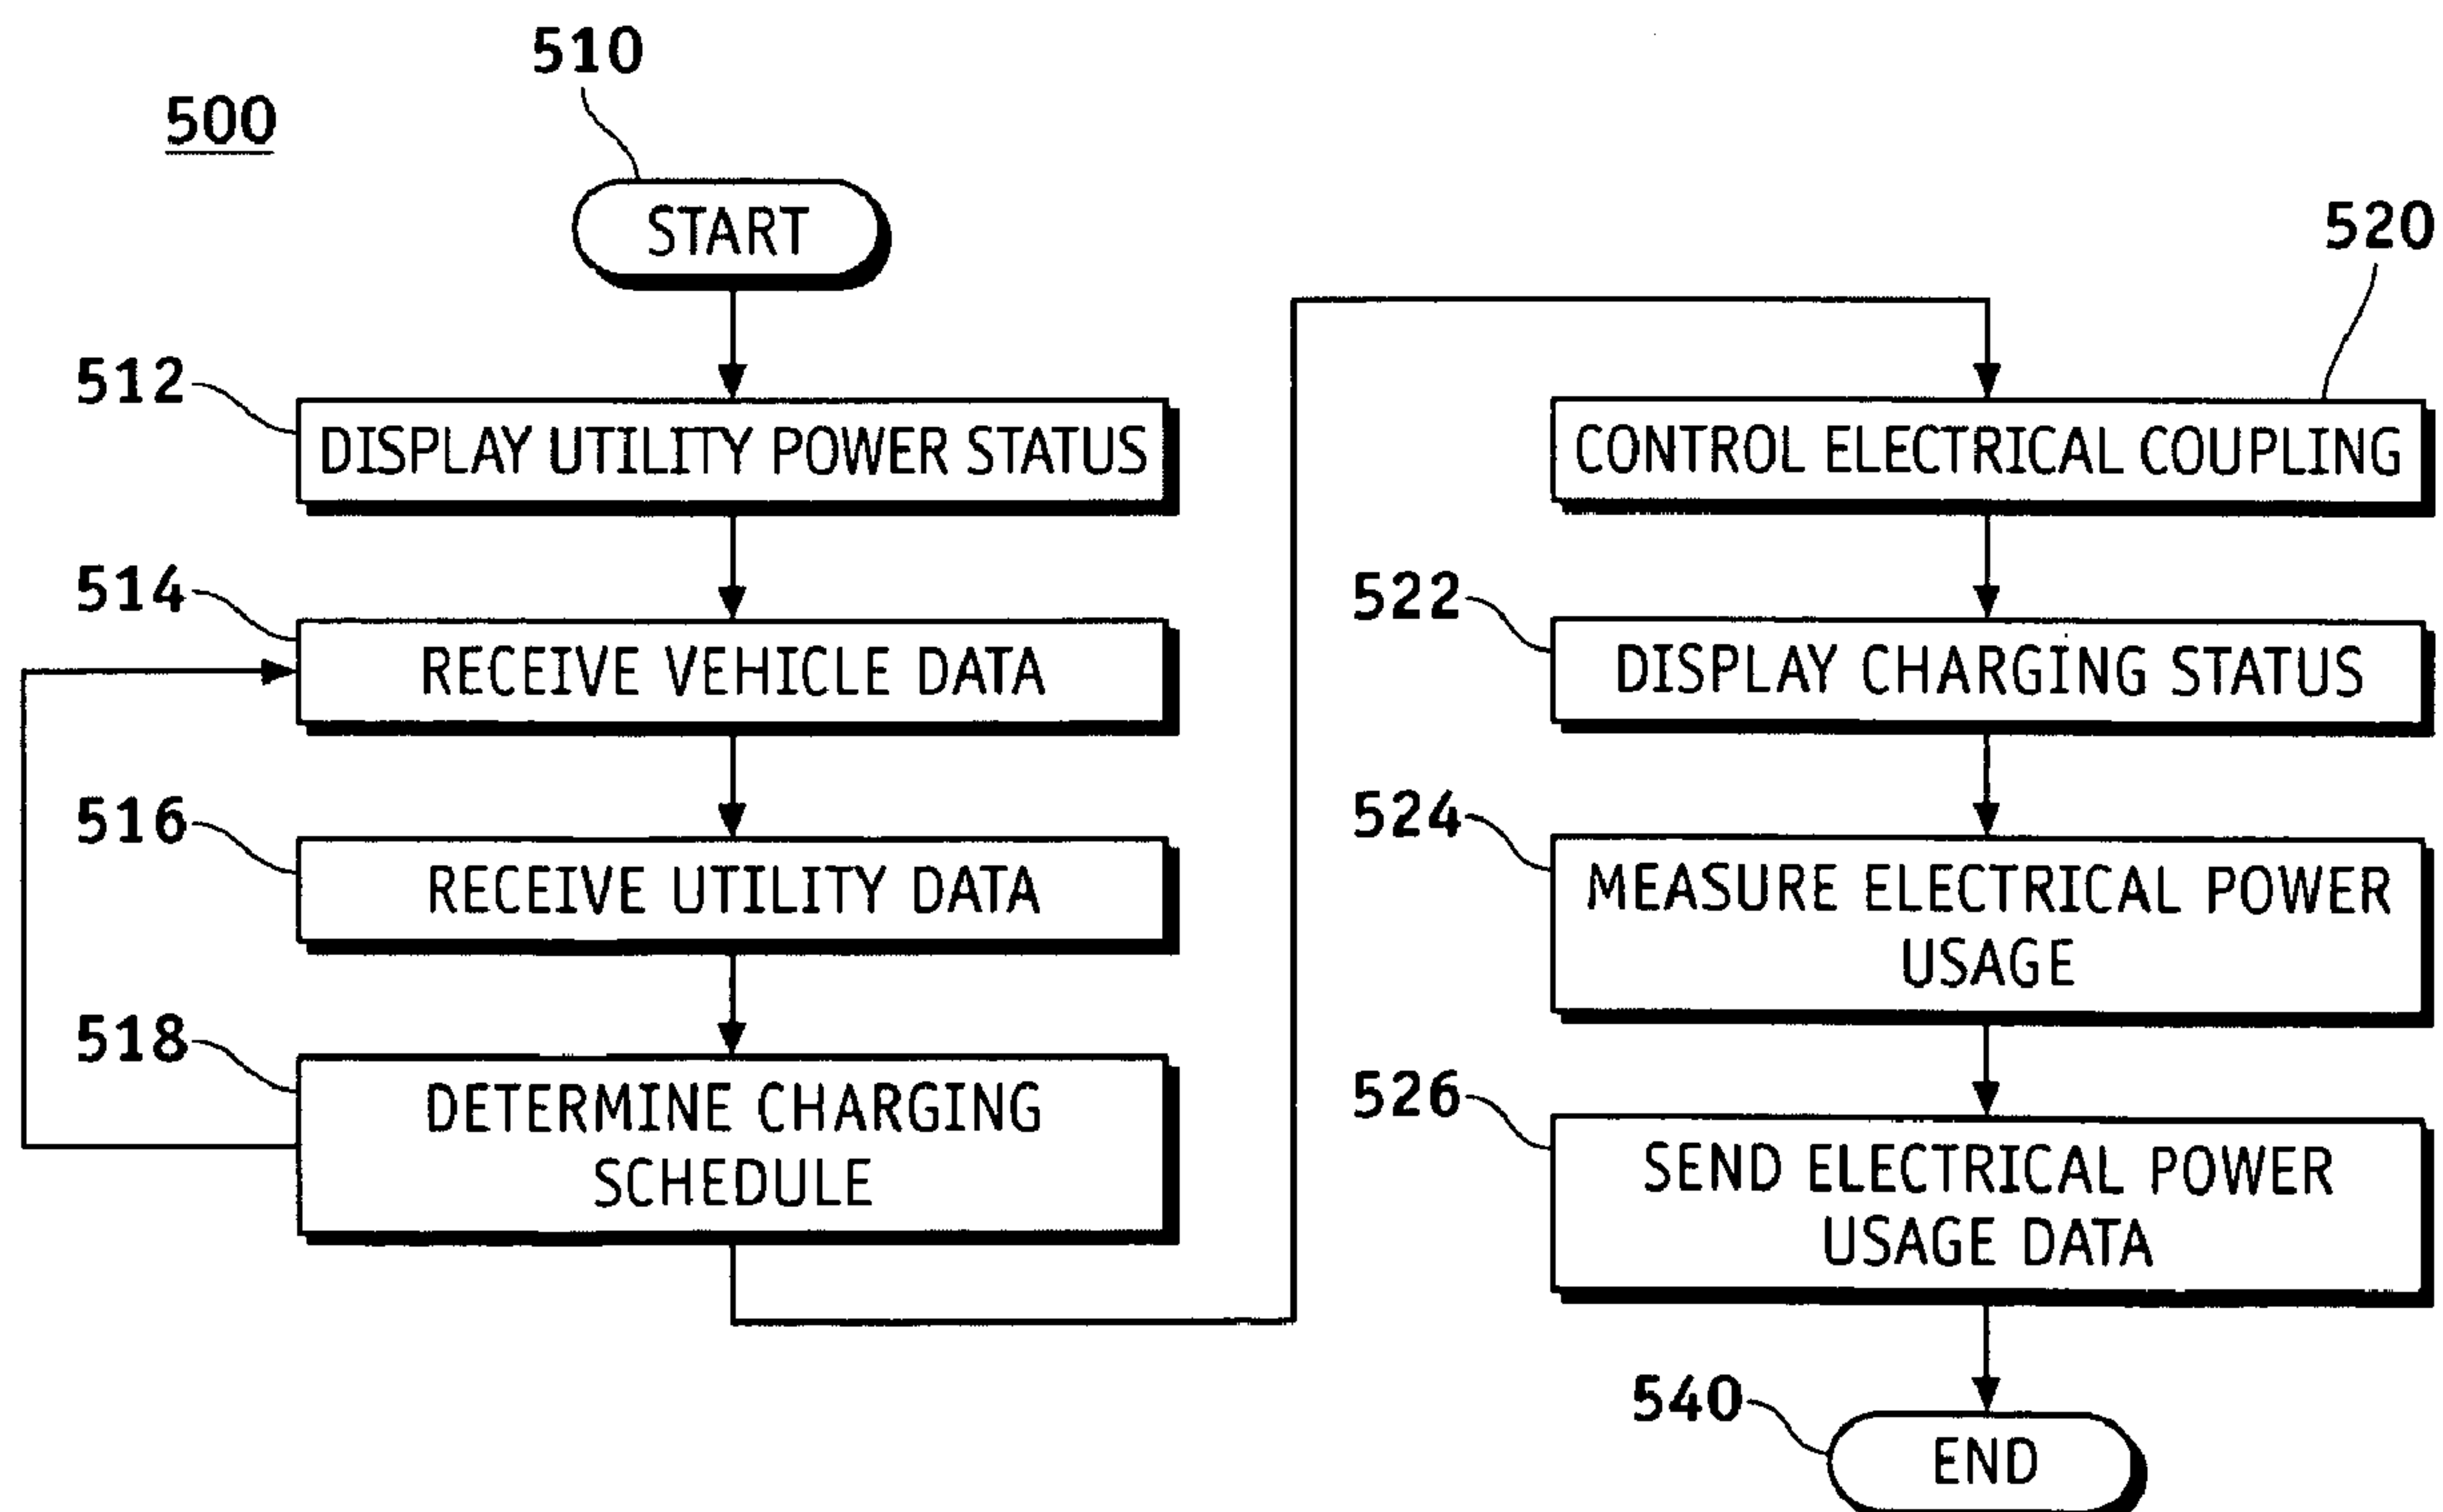 510
500
START
512
DISPLAY UTILITY POWER STATUS
514
RECEIVE VEHICLE DATA
516
RECEIVE UTILITY DATA
518
DETERMINE CHARGING
SCHEDULE
520
CONTROL ELECTRICAL COUPLING
522
DISPLAY CHARGING STATUS
524
MEASURE ELECTRICAL POWER
USAGE
526
SEND ELECTRICAL POWER
USAGE DATA
540
END